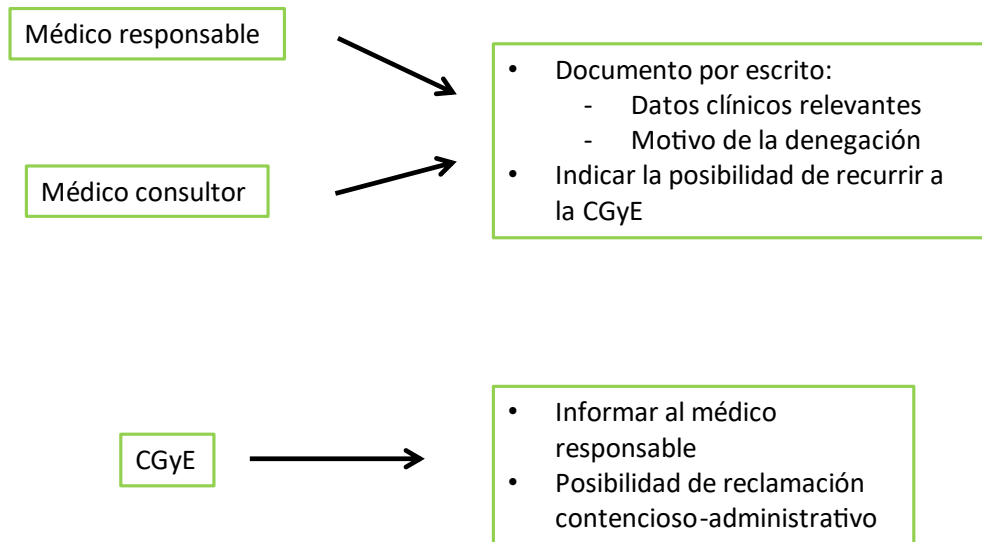 Médico responsable
• Documento por escrito:
- Datos clínicos relevantes
- Motivo de la denegación
• Indicar la posibilidad de recurrir a
la CGyE
Médico consultor
CGyE
• Informar al médico
responsable
• Posibilidad de reclamación
contencioso-administrativo